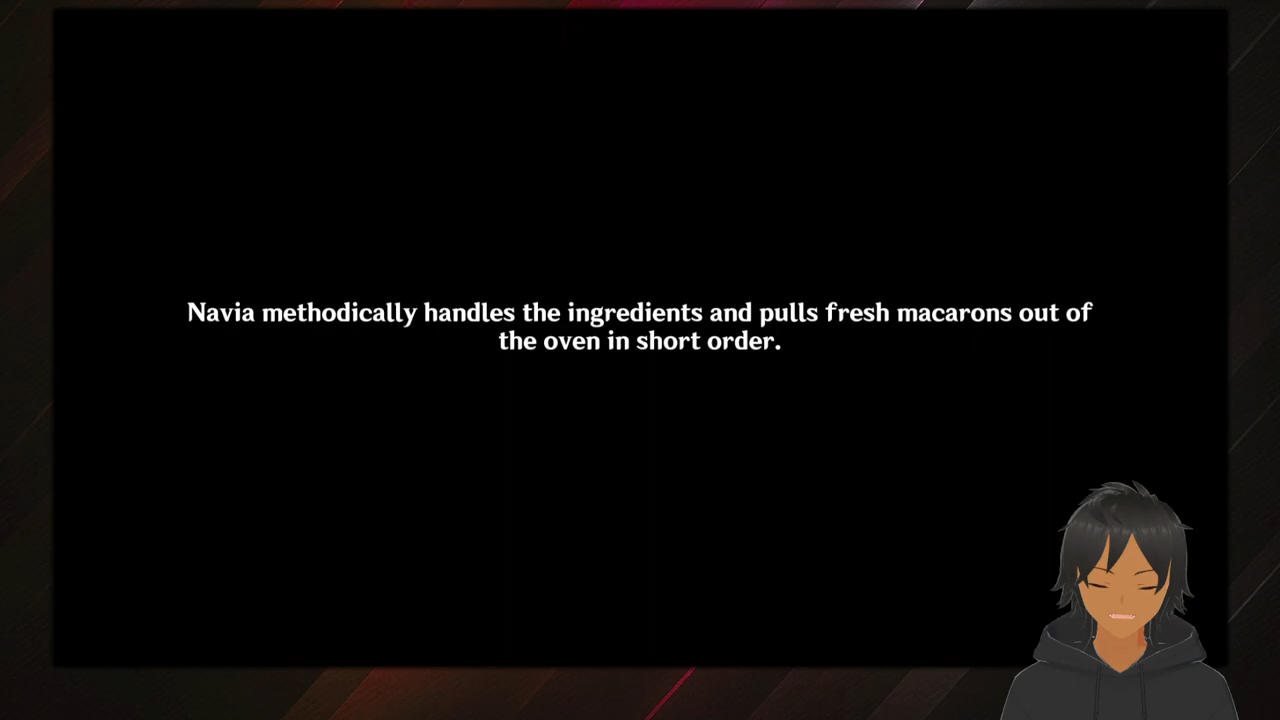 Navia methodically handles the ingredients and pulls fresh macarons out of
the oven in short order.